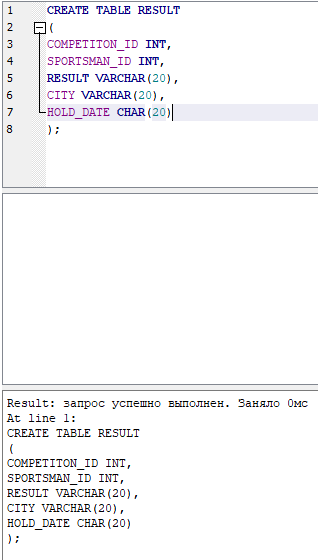 1 CREATE TABLE RESULT
2 (
3 COMPETITON_ID INT,
4 SPORTSMAN_ID INT,
5 RESULT VARCHAR(20),
6 CITY VARCHAR(20),
7 HOLD_DATE CHAR(20)
8 );
Result: запрос успешно выполнен. Заняло 0мс
At line 1:
CREATE TABLE RESULT
(
COMPETITON_ID INT,
SPORTSMAN_ID INT,
RESULT VARCHAR(20),
CITY VARCHAR(20),
HOLD_DATE CHAR(20)
);